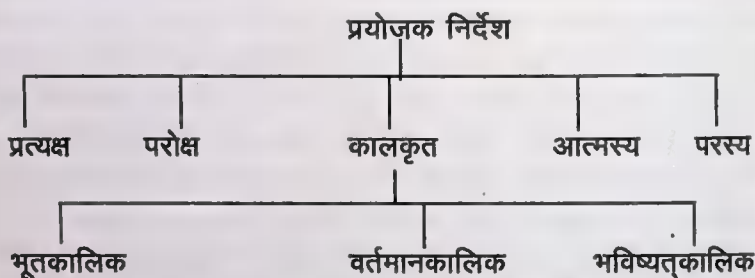 प्रयोजक निर्देश
प्रत्यक्ष परोक्ष कालकृत आत्मस्य परस्य
भूतकालिक वर्तमानकालिक भविष्यत्कालिक